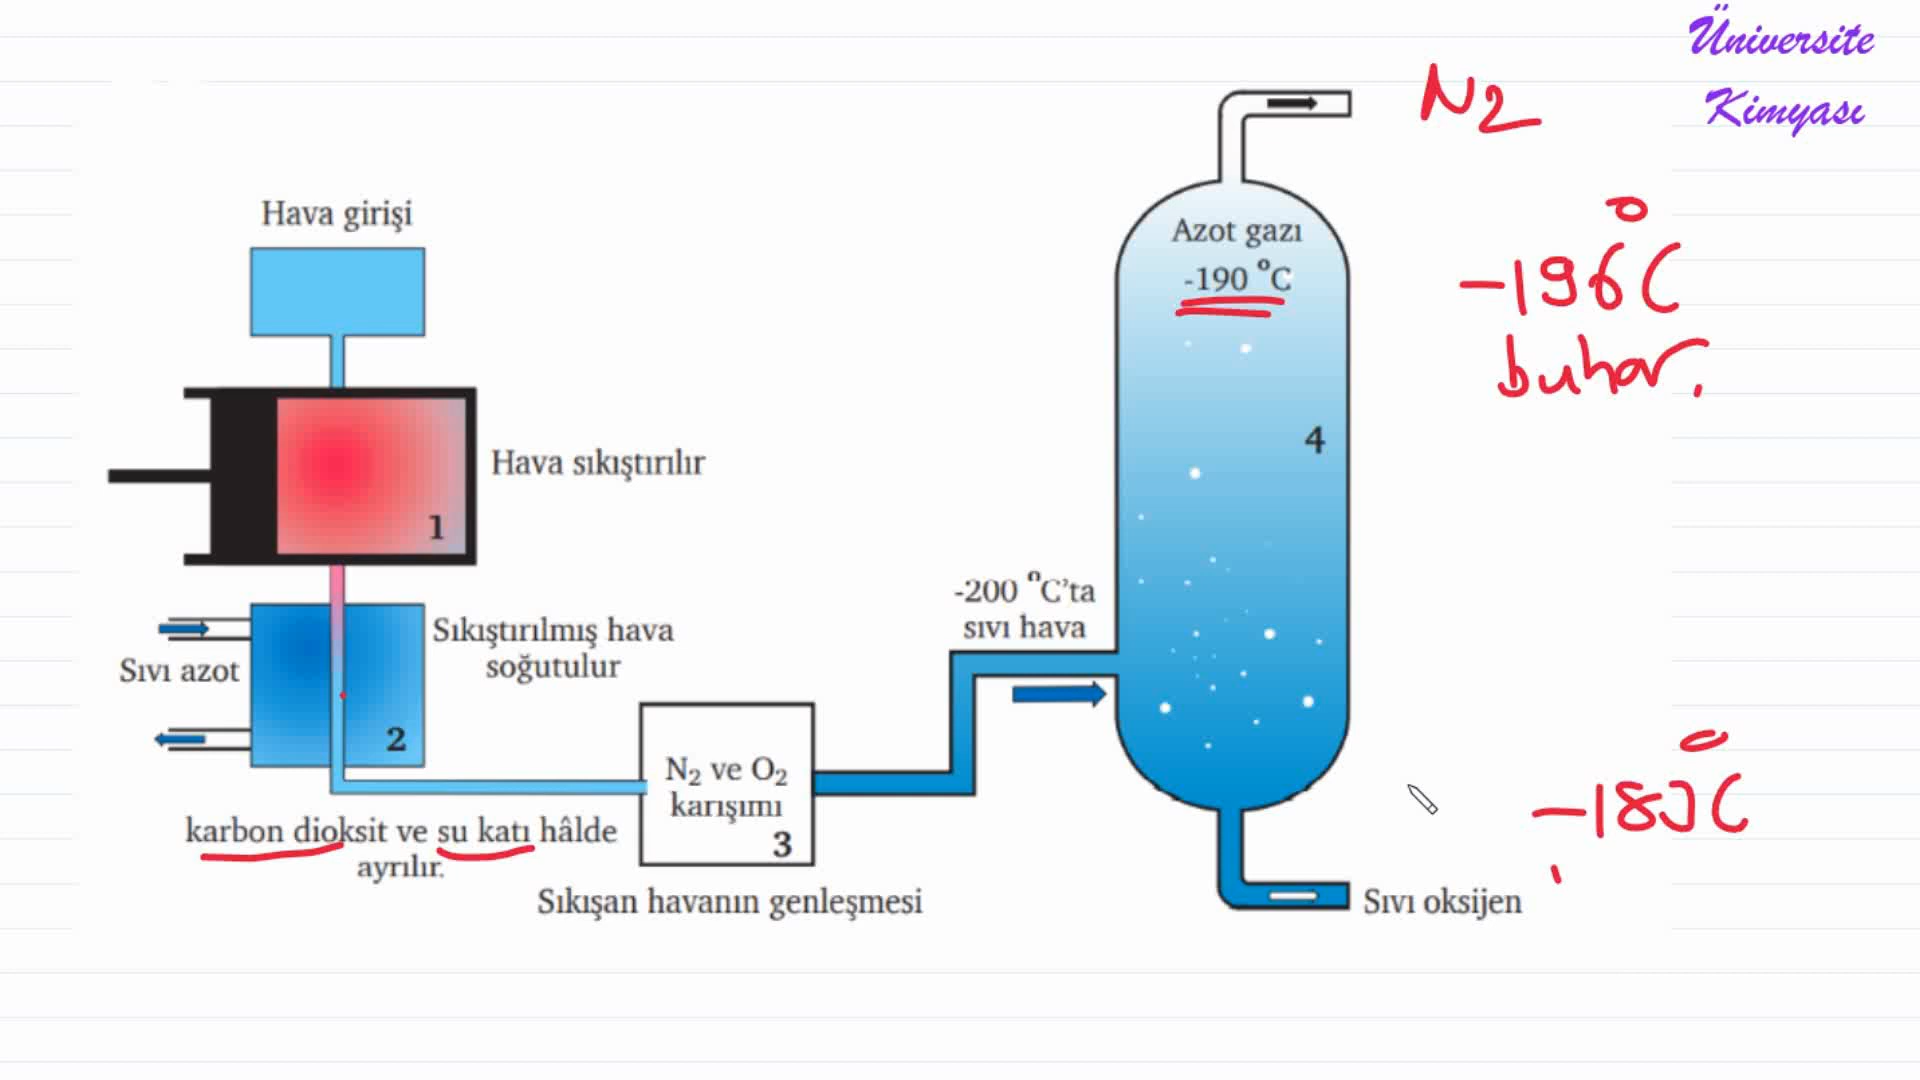 Üniversite
Kimyası
N2
Hava girişi
Azot gazı
-190 °C
-196°C
buhar.
4
Hava sıkıştırılır
1
-200 °C'ta
sıvı hava
Sıkıştırılmış hava
soğutulur
Sıvı azot
2
N₂ ve O₂
karışımı
3
-183°C
karbon dioksit ve su katı hâlde
ayrılır.
Sıkışan havanın genleşmesi
Sıvı oksijen